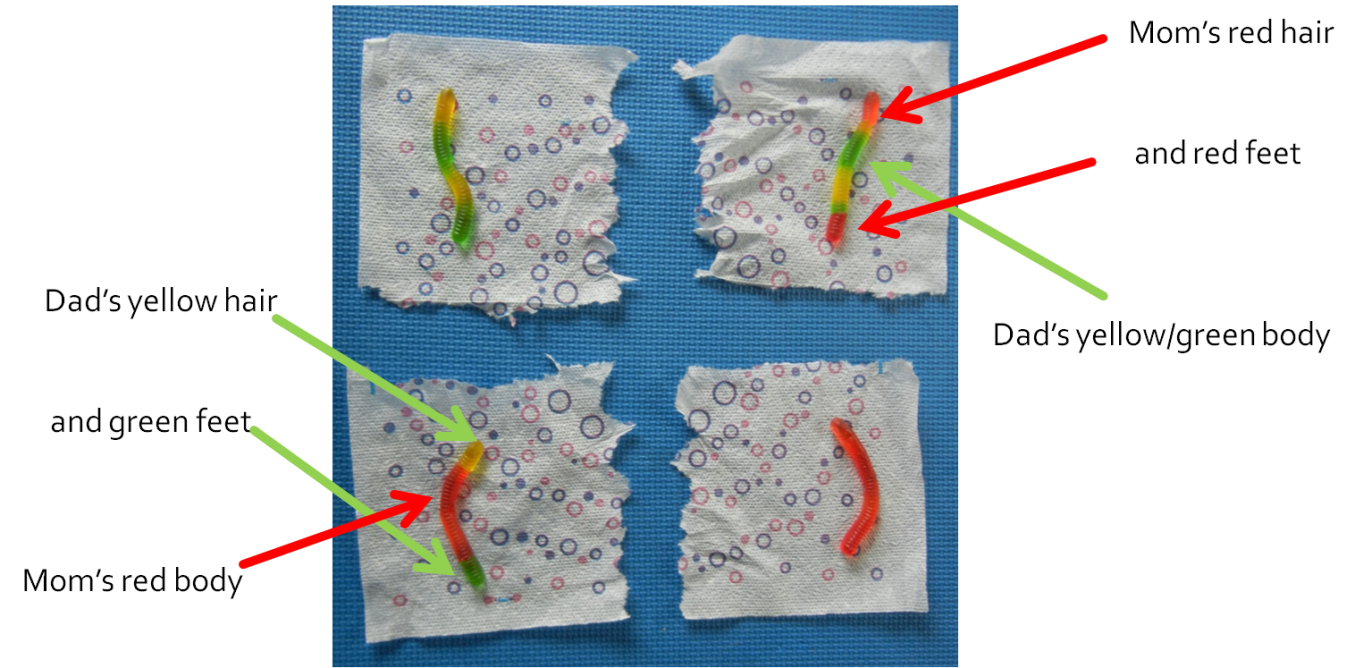 Mom's red hair
and red feet
Dad's yellow/green body
Dad's yellow hair
and green feet
Mom's red body